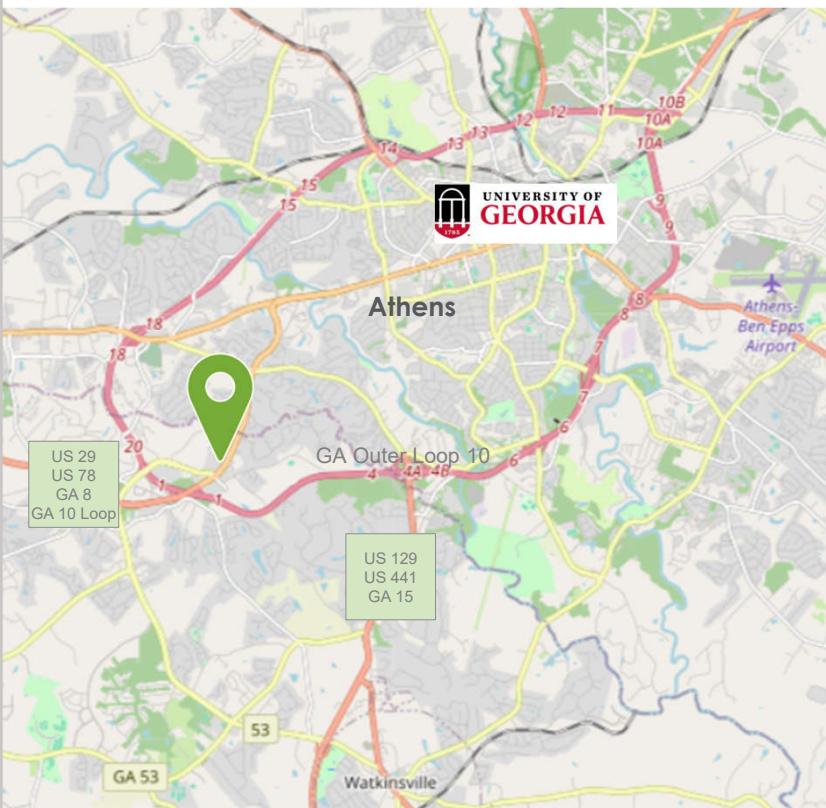 10B
11
12
12
10A
13
13
10A
14
15
15
UNIVERSITY OF
GEORGIA
1785
9
9
Athens
8
8
Athens-
Ben Epps
Airport
18
18
7
7
6
20
US 29
US 78
GA 8
GA 10 Loop
GA Outer Loop 10
1
1
4
4A
4B
6
US 129
US 441
GA 15
53
GA 53
Watkinsville